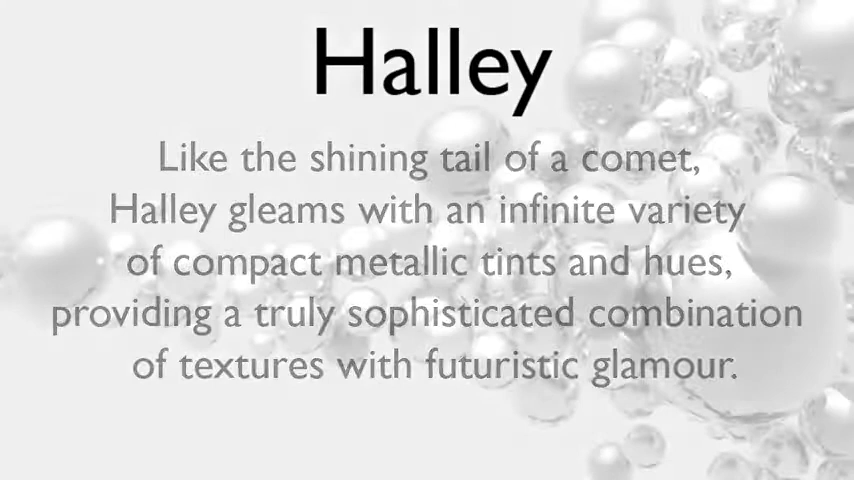 Halley
Like the shining tail of a comet,
Halley gleams with an infinite variety
of compact metallic tints and hues,
providing a truly sophisticated combination
of textures with futuristic glamour.